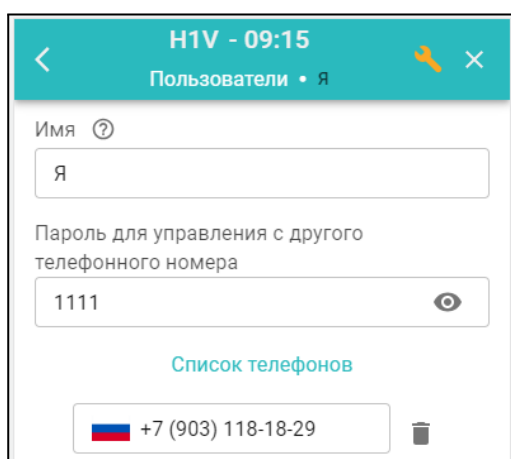 H1V - 09:15
Пользователи • Я
Имя ?
Я
Пароль для управления с другого
телефонного номера
1111
Список телефонов
+7 (903) 118-18-29